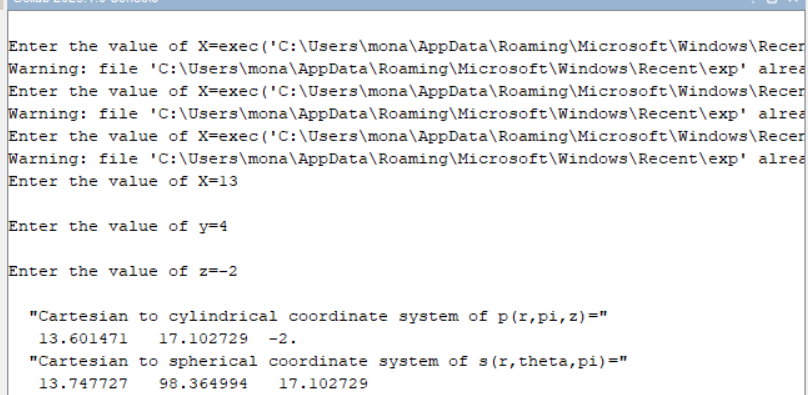 Enter the value of X=exec('C:\Users\mona\AppData\Roaming\Microsoft\Windows\Recen
Warning: file 'C:\Users\mona\AppData\Roaming\Microsoft\Windows\Recent\exp' alrea
Enter the value of X=exec('C:\Users\mona\AppData\Roaming\Microsoft\Windows\Recen
Warning: file 'C:\Users\mona\AppData\Roaming\Microsoft\Windows\Recent\exp' alrea
Enter the value of X=exec('C:\Users\mona\AppData\Roaming\Microsoft\Windows\Recen
Warning: file 'C:\Users\mona\AppData\Roaming\Microsoft\Windows\Recent\exp' alrea
Enter the value of X=13
Enter the value of y=4
Enter the value of z=-2
"Cartesian to cylindrical coordinate system of p(r,pi,z)="
13.601471 17.102729 -2.
"Cartesian to spherical coordinate system of s(r,theta,pi)="
13.747727 98.364994 17.102729